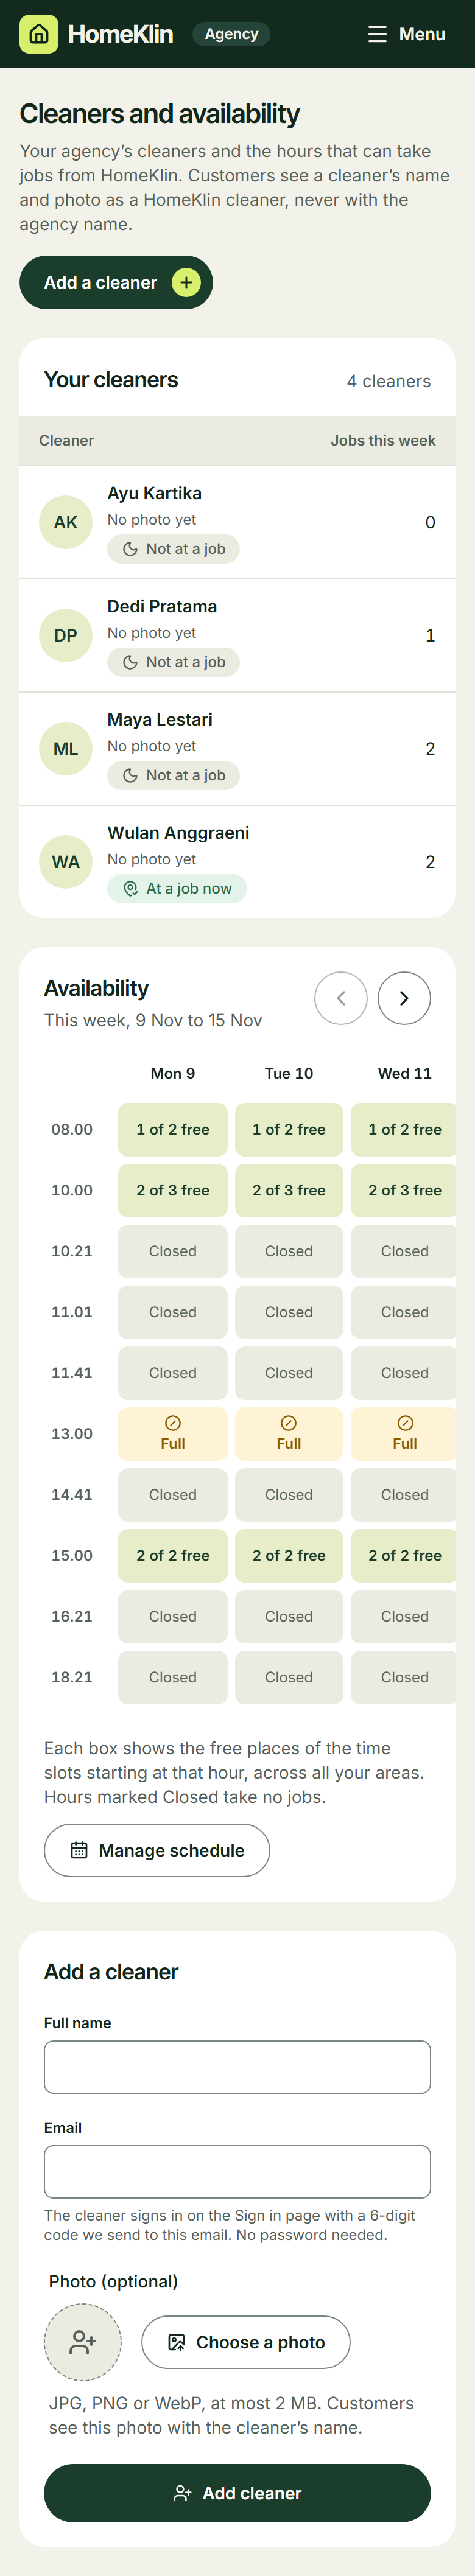 HomeKlin Agency Menu
Cleaners and availability
Your agency’s cleaners and the hours that can take
jobs from HomeKlin. Customers see a cleaner’s name
and photo as a HomeKlin cleaner, never with the
agency name.
Add a cleaner
Your cleaners 4 cleaners
Cleaner Jobs this week
Ayu Kartika
AK No photo yet 0
Not at a job
Dedi Pratama
DP No photo yet 1
Not at a job
Maya Lestari
ML No photo yet 2
Not at a job
Wulan Anggraeni
WA No photo yet 2
At a job now
Availability
This week, 9 Nov to 15 Nov
Mon 9 Tue 10 Wed 11
08.00 1 of 2 free 1 of 2 free 1 of 2 free
10.00 2 of 3 free 2 of 3 free 2 of 3 free
10.21 Closed Closed Closed
11.01 Closed Closed Closed
11.41 Closed Closed Closed
13.00 Full Full Full
14.41 Closed Closed Closed
15.00 2 of 2 free 2 of 2 free 2 of 2 free
16.21 Closed Closed Closed
18.21 Closed Closed Closed
Each box shows the free places of the time
slots starting at that hour, across all your areas.
Hours marked Closed take no jobs.
Manage schedule
Add a cleaner
Full name
Email
The cleaner signs in on the Sign in page with a 6-digit
code we send to this email. No password needed.
Photo (optional)
Choose a photo
JPG, PNG or WebP, at most 2 MB. Customers
see this photo with the cleaner’s name.
Add cleaner